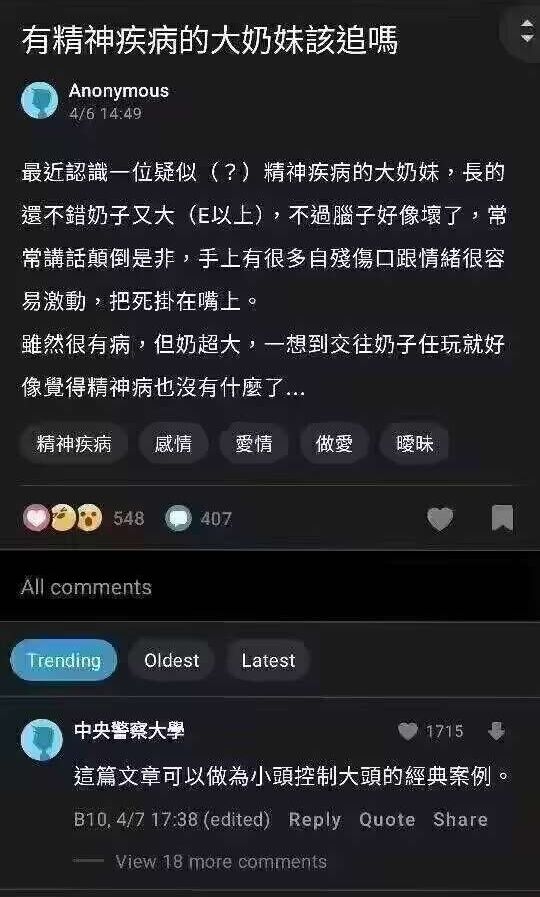 有精神疾病的大奶妹該追嗎
Anonymous
4/6 14:49
最近認識一位疑似（？）精神疾病的大奶妹，長的
還不錯奶子又大（E以上），不過腦子好像壞了，常
常講話顛倒是非，手上有很多自殘傷口跟情緒很容
易激動，把死掛在嘴上。
雖然很有病，但奶超大，一想到交往奶子任玩就好
像覺得精神病也沒有什麼了...
精神疾病 感情 愛情 做愛 曖昧
548 407
All comments
Trending Oldest Latest
中央警察大學 1715
這篇文章可以做為小頭控制大頭的經典案例。
B10, 4/7 17:38 (edited) Reply Quote Share
View 18 more comments